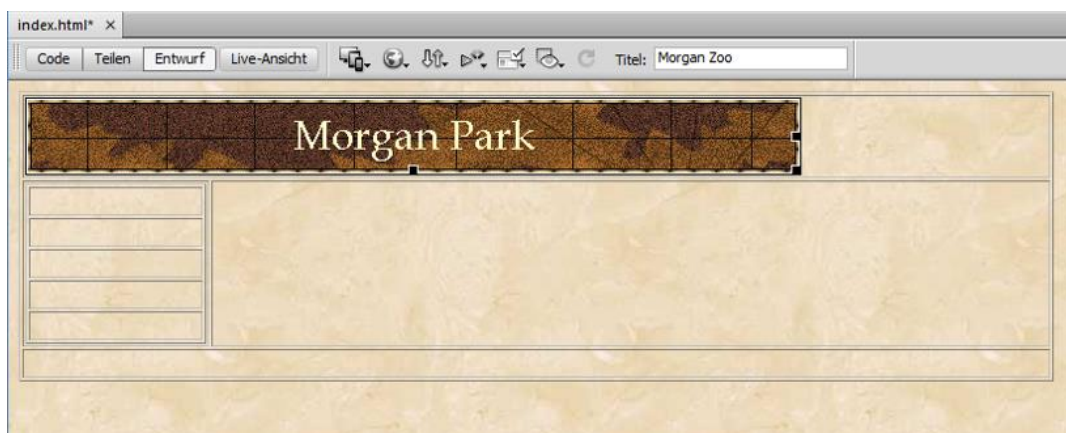 index.html* ×
Code Teilen Entwurf Live-Ansicht Titel: Morgan Zoo
Morgan Park